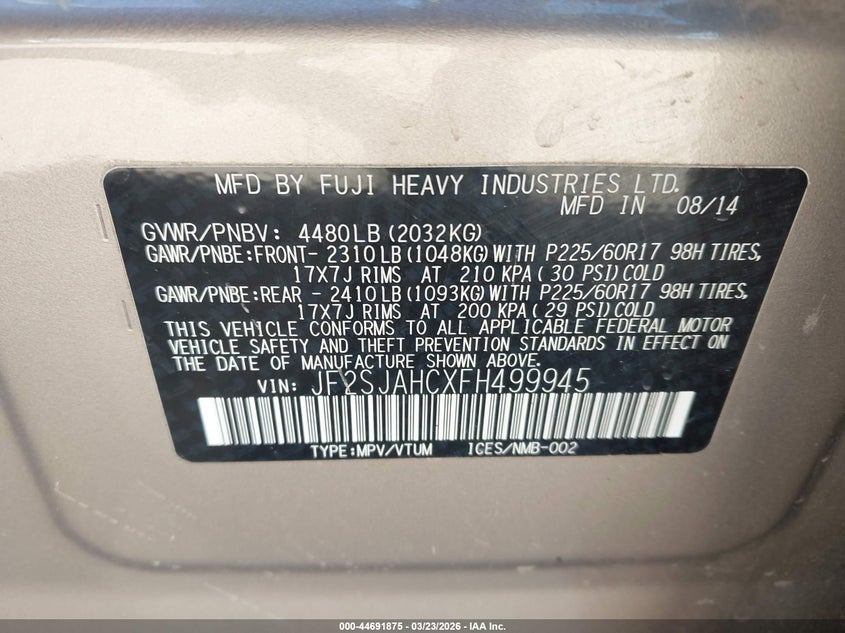 MFD BY FUJI HEAVY INDUSTRIES LTD.
MFD IN 08/14
GVWR/PNBV: 4480LB(2032KG)
GAWR/PNBE:FRONT- 2310LB(1048KG)WITH P225/60R17 98H TIRES,
17X7J RIMS AT 210 KPA( 30 PSI)COLD
GAWR/PNBE:REAR - 2410LB(1093KG)WITH P225/60R17 98H TIRES,
17X7J RIMS AT 200 KPA( 29 PSI)COLD
THIS VEHICLE CONFORMS TO ALL APPLICABLE FEDERAL MOTOR
VEHICLE SAFETY AND THEFT PREVENTION STANDARDS IN EFFECT ON
THE DATE OF MANUFACTURE SHOWN ABOVE.
VIN: JF2SJAHCXFH499945
TYPE:MPV/VTUM ICES/NMB-002
000-44691875 - 03/23/2026 - IAA Inc.